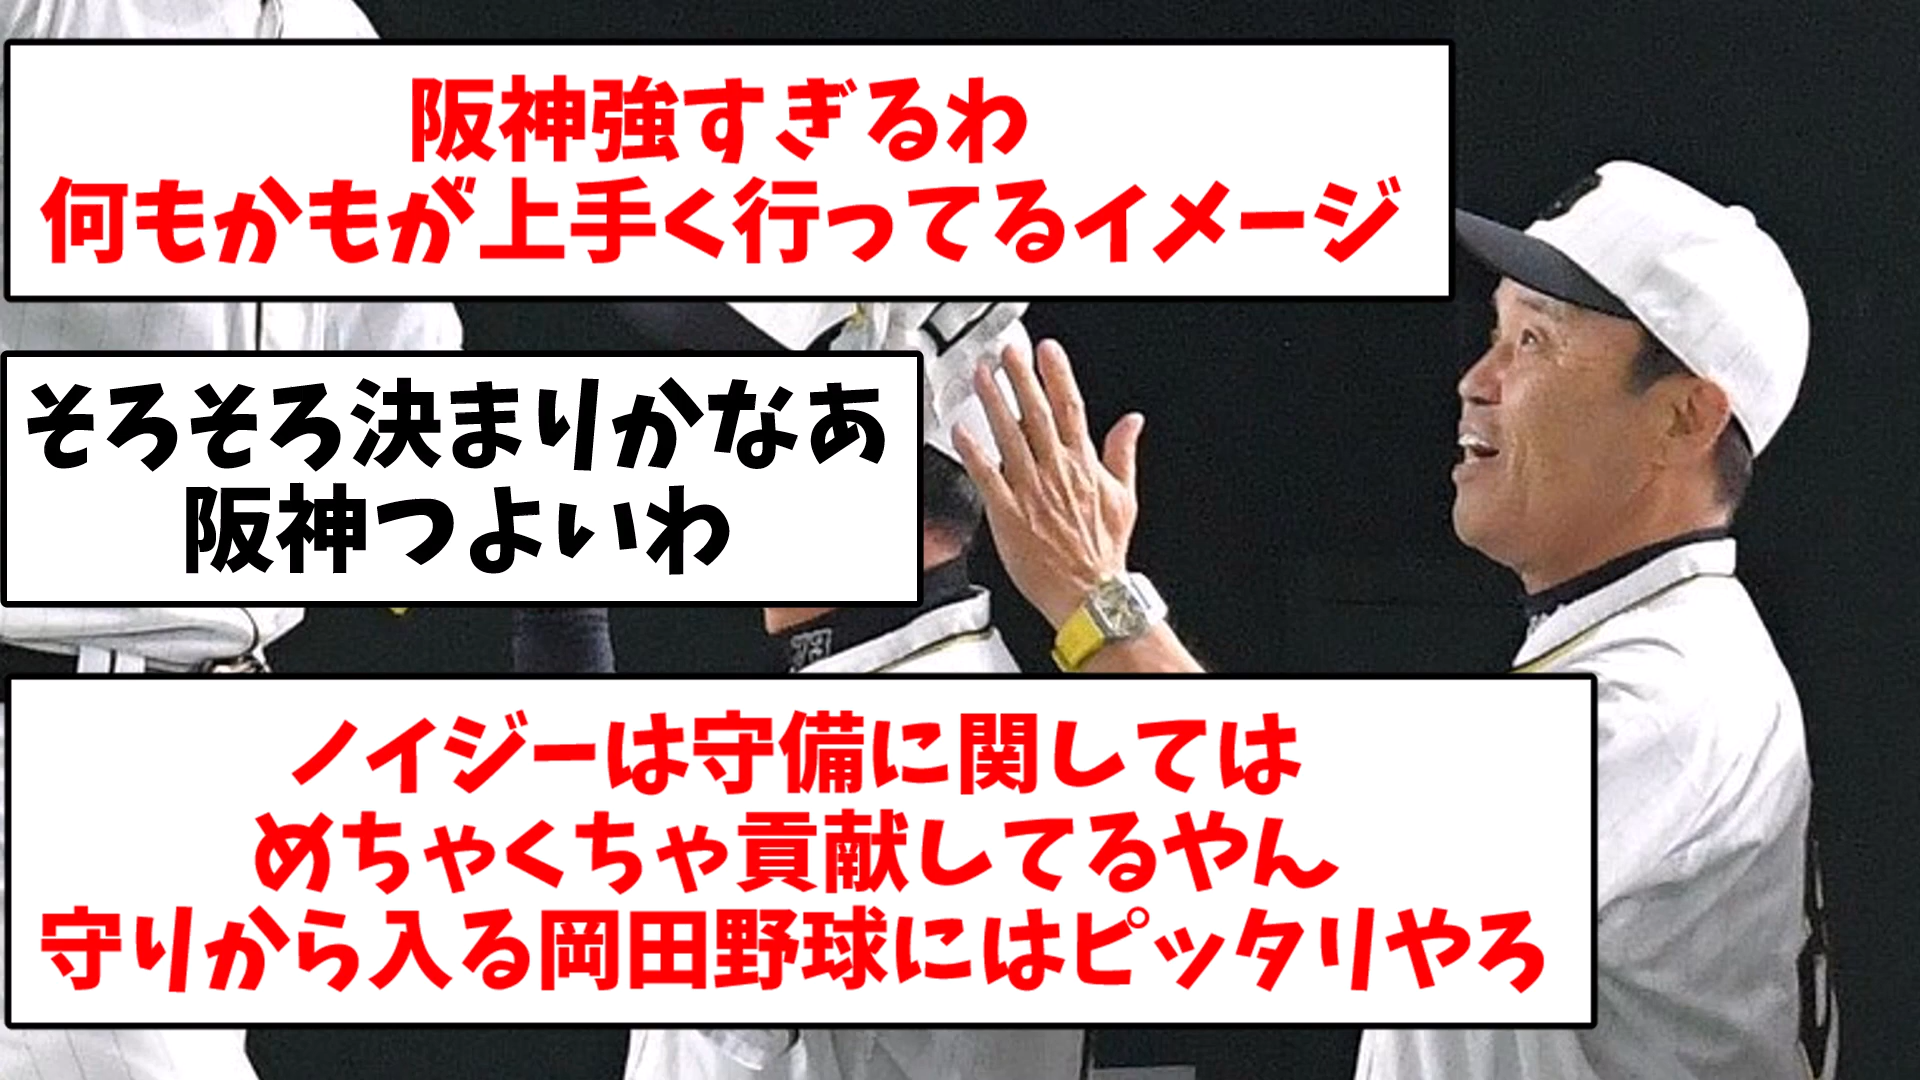 阪神強すぎるわ
何もかもが上手く行ってるイメージ
そろそろ決まりかなあ
阪神つよいわ
ノイジーは守備に関しては
めちゃくちゃ貢献してるやん
守りから入る岡田野球にはピッタリやろ